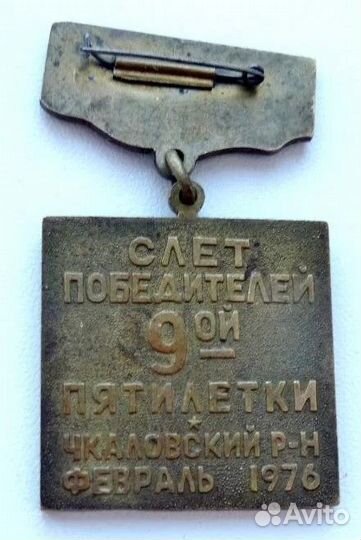 СЛЕТ
ПОБЕДИТЕЛЕЙ
9ОЙ
ПЯТИЛЕТКИ
ЧКАЛОВСКИЙ Р-Н
ФЕВРАЛЬ 1976
Avito